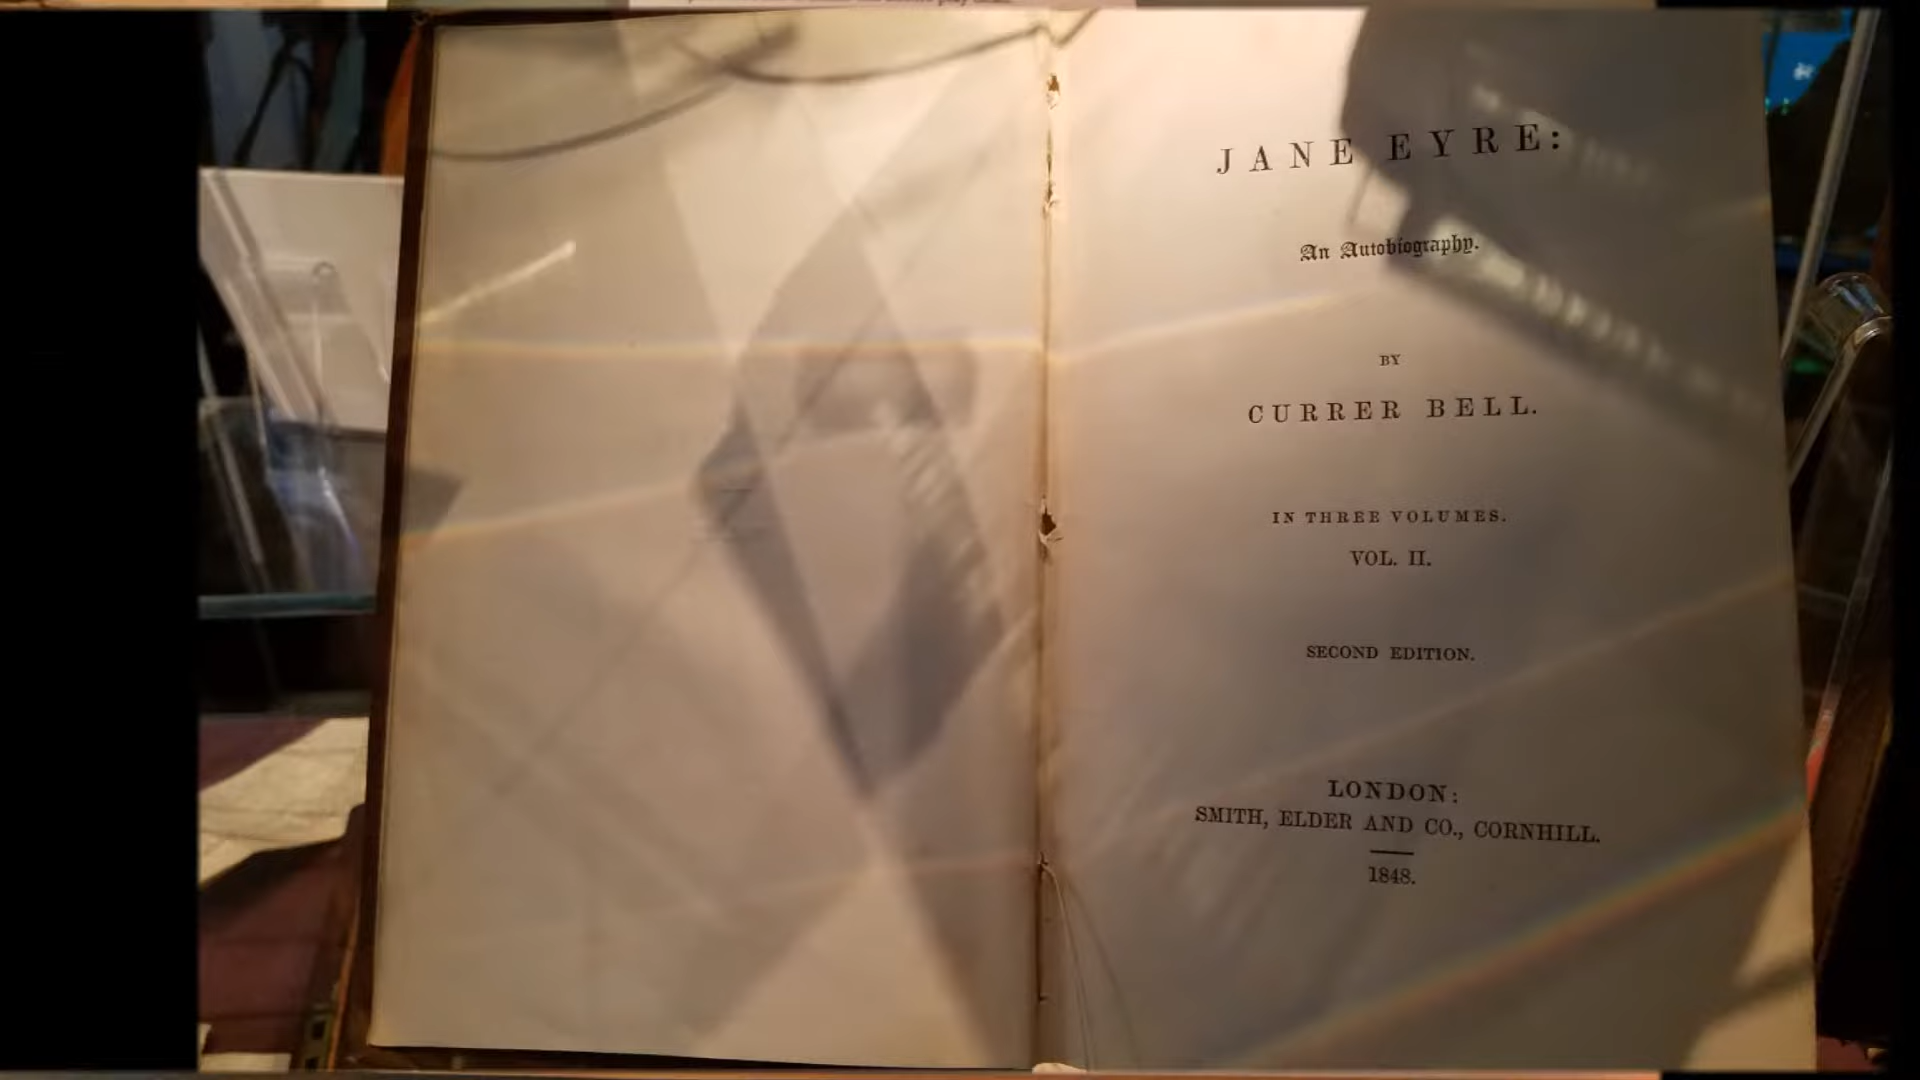 JANE EYRE:
An Autobiography.
BY
CURRER BELL.
IN THREE VOLUMES.
VOL. II.
SECOND EDITION.
LONDON:
SMITH, ELDER AND CO., CORNHILL.
1848.